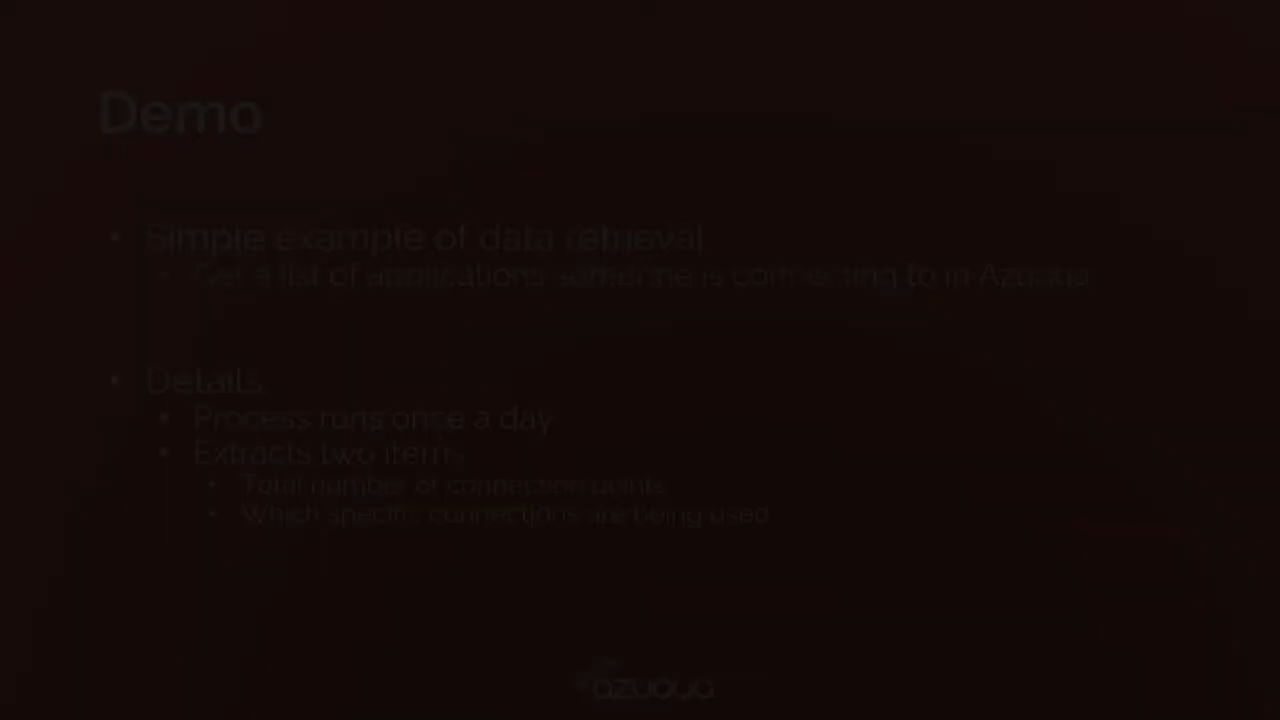 Demo
• Simple example of data retrieval
• Get a list of applications someone is connecting to in Azuqua
• Details
• Process runs once a day
• Extracts two items
• Total number of connection points
• Which specific connections are being used
azuqua